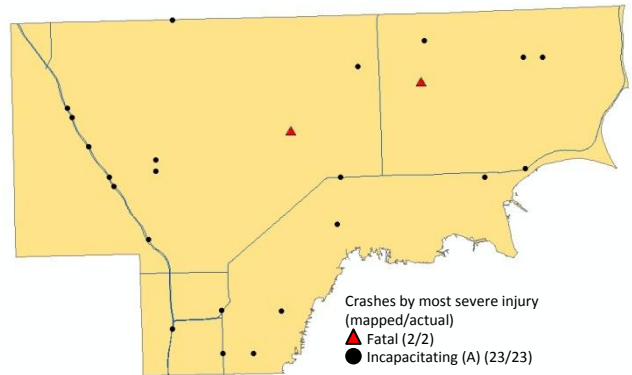 Crashes by most severe injury
(mapped/actual)
Fatal (2/2)
Incapacitating (A) (23/23)